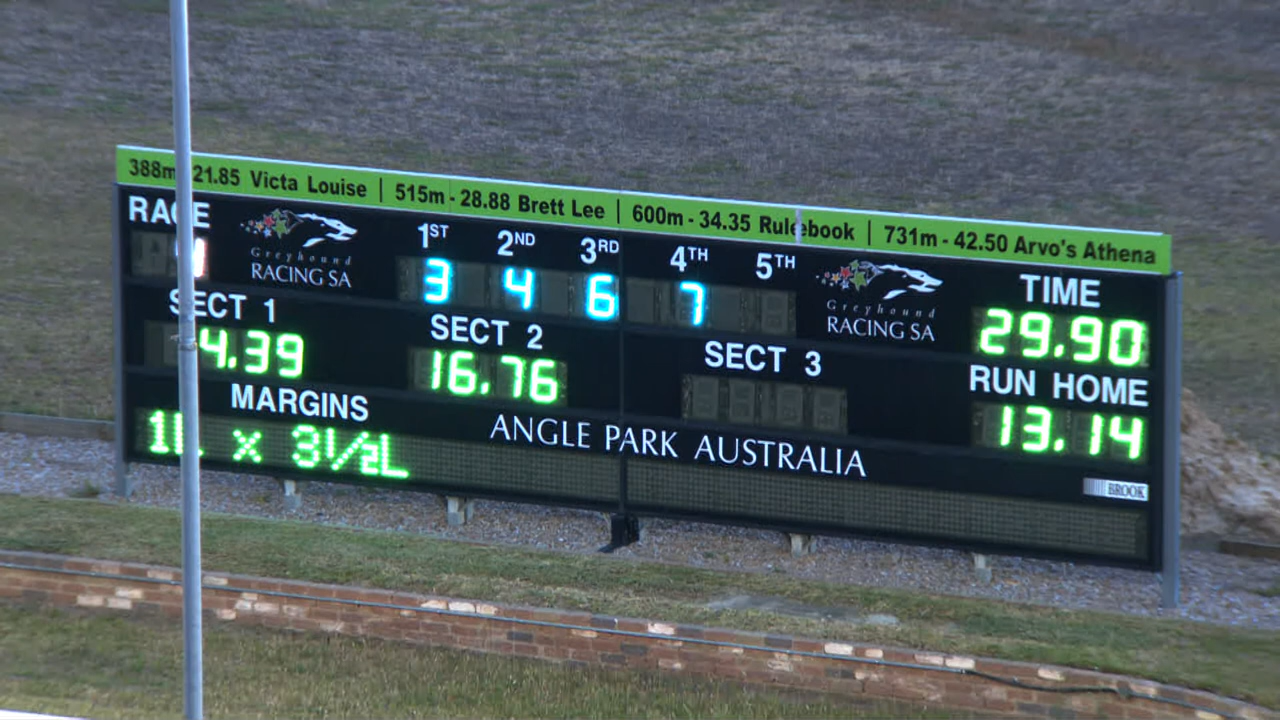 388m 21.85 Victa Louise | 515m - 28.88 Brett Lee | 600m - 34.35 Rulebook | 731m - 42.50 Arvo's Athena
RACE
Greyhound
RACING SA
1ST 2ND 3RD 4TH 5TH
3 4 6 7
Greyhound
RACING SA
TIME
29.90
SECT 1
4.39
SECT 2
16.76
SECT 3
RUN HOME
13.14
MARGINS
1L x 3½L
ANGLE PARK AUSTRALIA
BROOK